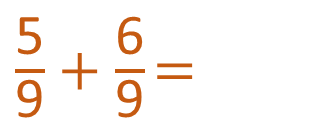 5/9 + 6/9 =